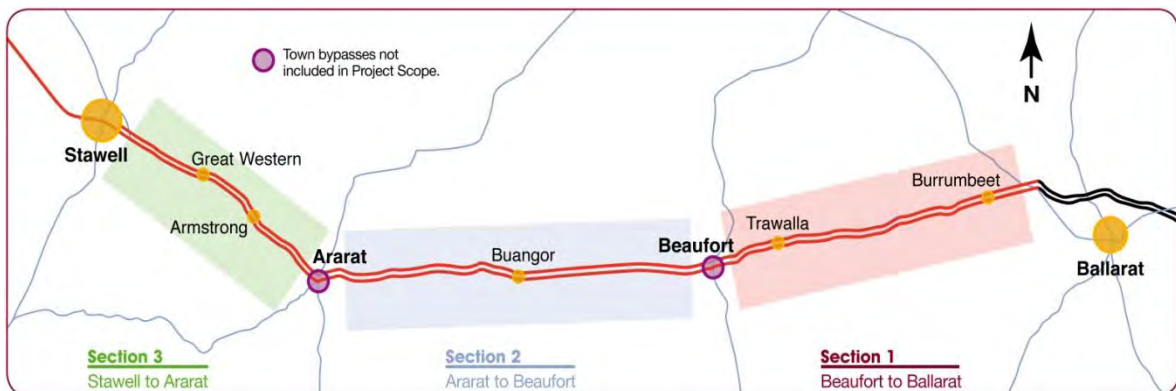 Town bypasses not
included in Project Scope.
N
Stawell
Great Western
Armstrong
Ararat
Buangor
Beaufort
Trawalla
Burrumbeet
Ballarat
Section 3
Stawell to Ararat
Section 2
Ararat to Beaufort
Section 1
Beaufort to Ballarat